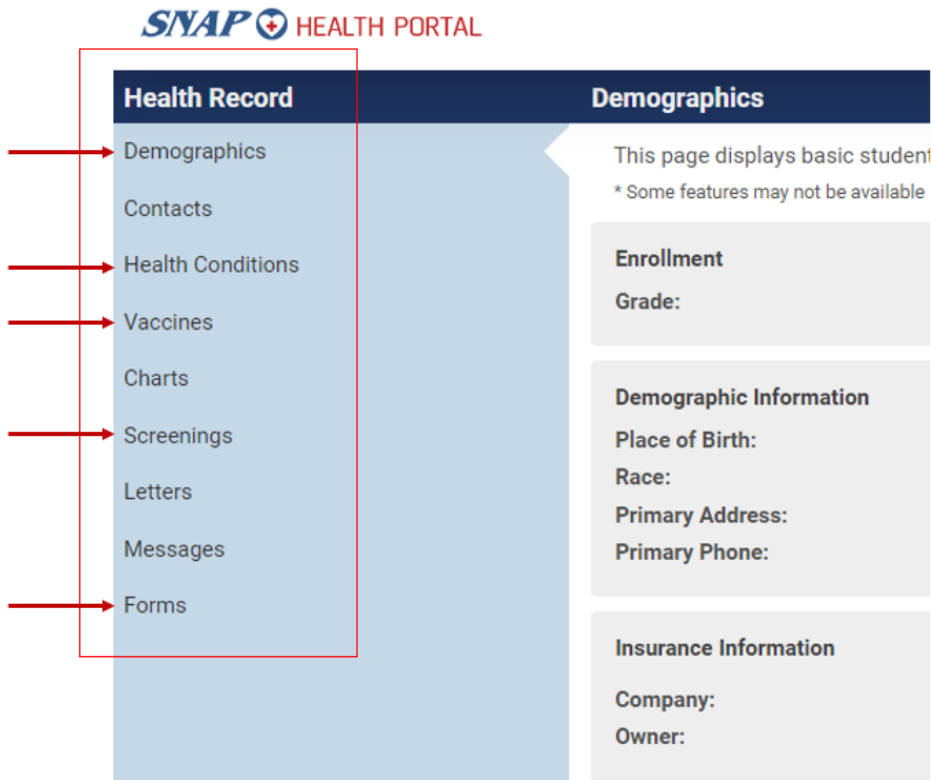 SNAP HEALTH PORTAL
Health Record
Demographics
Contacts
Health Conditions
Vaccines
Charts
Screenings
Letters
Messages
Forms
Demographics
This page displays basic student
* Some features may not be available
Enrollment
Grade:
Demographic Information
Place of Birth:
Race:
Primary Address:
Primary Phone:
Insurance Information
Company:
Owner: